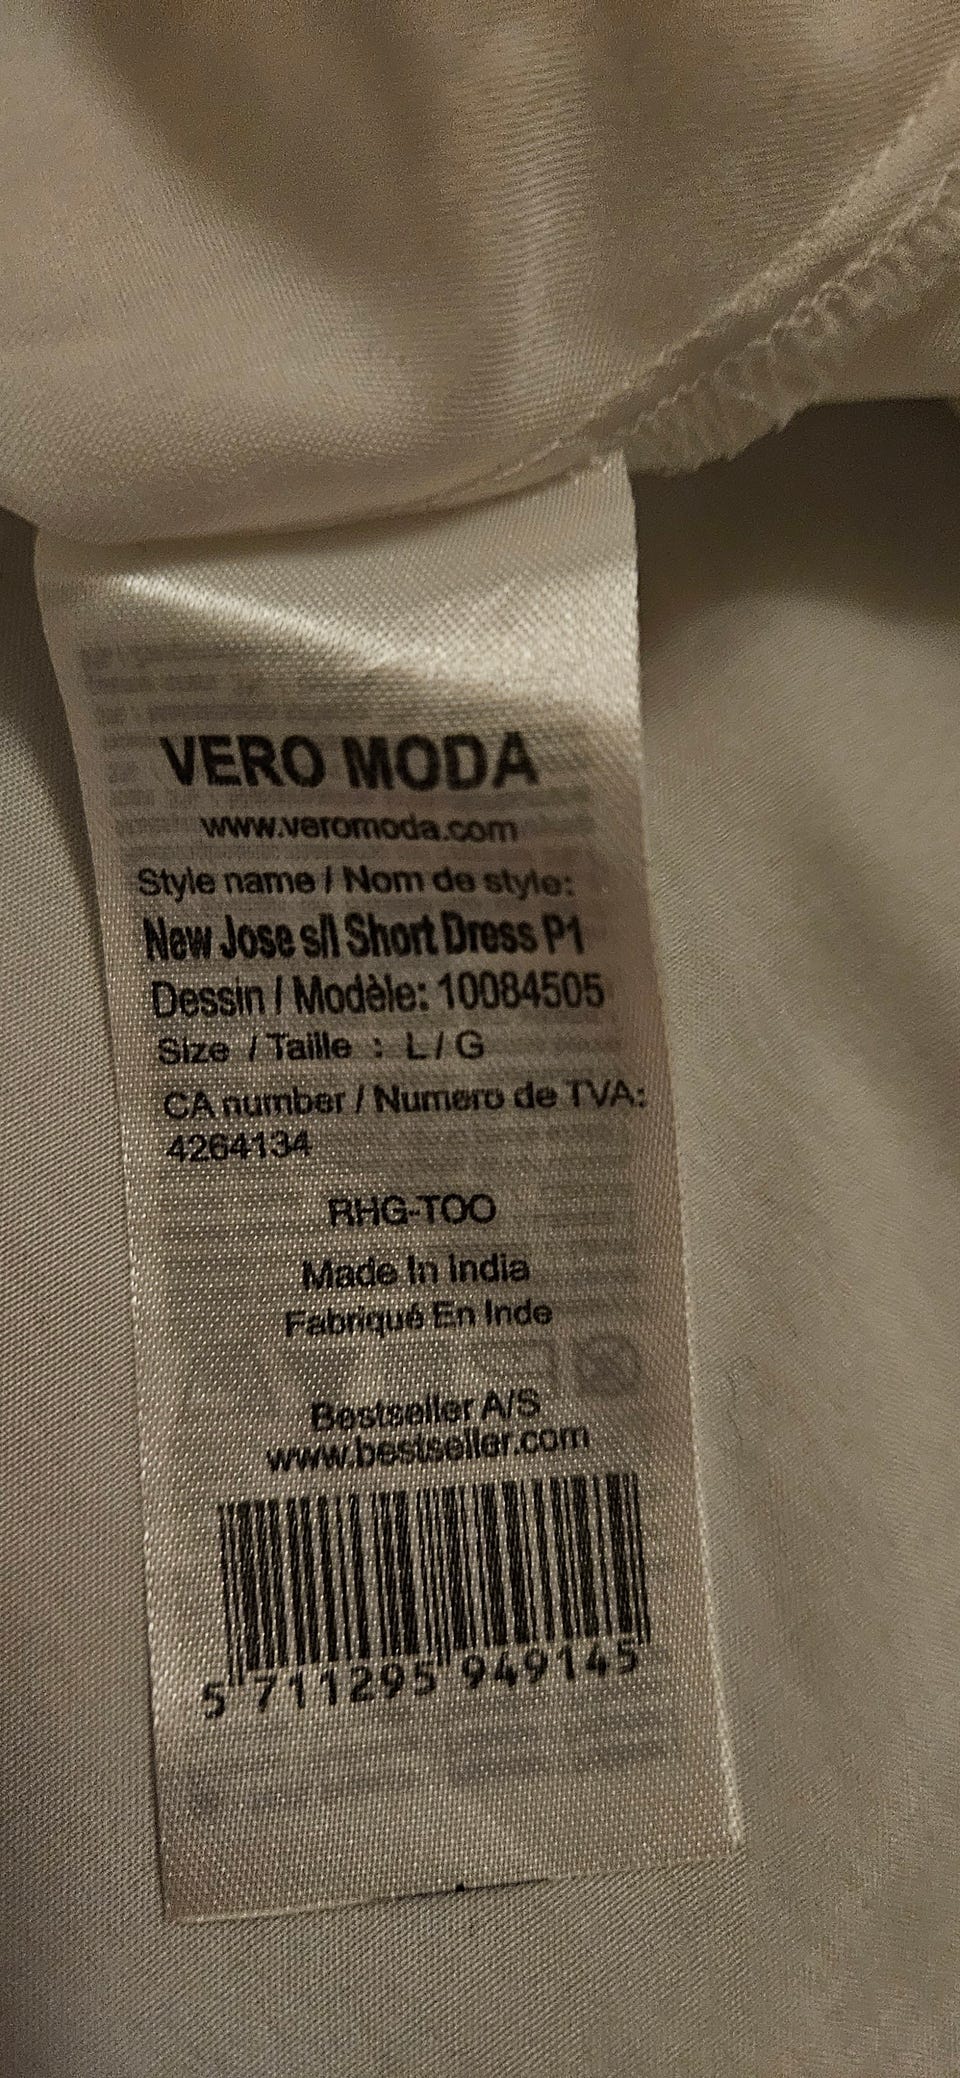 VERO MODA
www.veromoda.com
Style name / Nom de style:
New Jose s/l Short Dress P1
Dessin / Modèle: 10084505
Size / Taille : L / G
CA number / Numero de TVA:
4264134
RHG-TOO
Made In India
Fabriqué En Inde
Bestseller A/S
www.bestseller.com
5 711295 949145